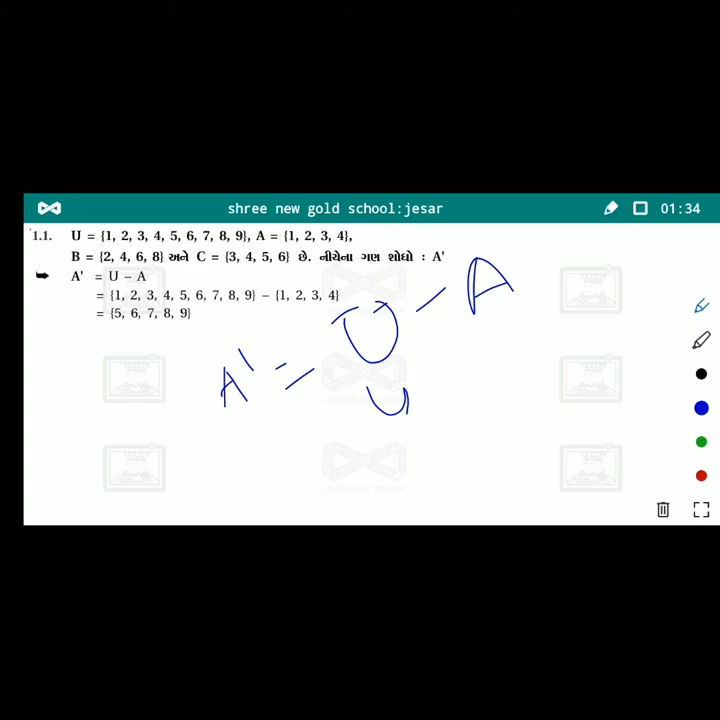 shree new gold school:jesar
01:34
1.1. U = {1, 2, 3, 4, 5, 6, 7, 8, 9}, A = {1, 2, 3, 4},
B = {2, 4, 6, 8} અને C = {3, 4, 5, 6} છે. નીચેના ગણ શોધો : A'
A' = U – A
= {1, 2, 3, 4, 5, 6, 7, 8, 9} – {1, 2, 3, 4}
= {5, 6, 7, 8, 9}
A' = U – A
U